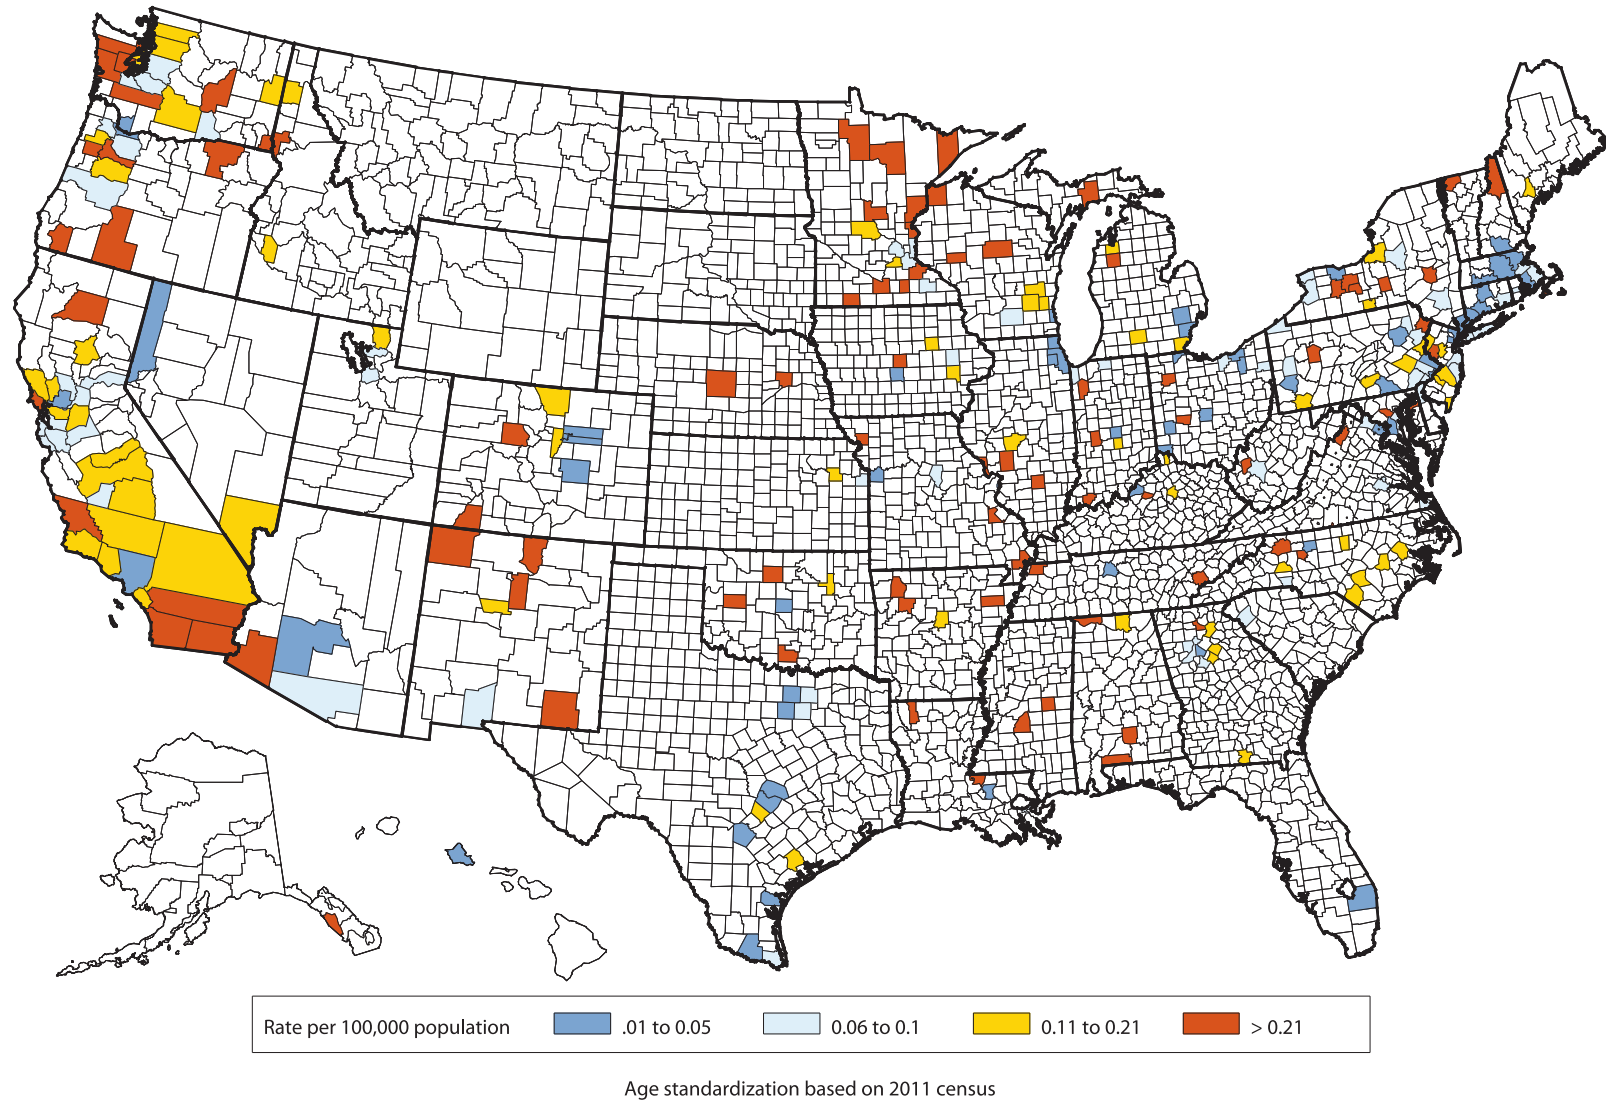 Rate per 100,000 population .01 to 0.05 0.06 to 0.1 0.11 to 0.21 > 0.21
Age standardization based on 2011 census